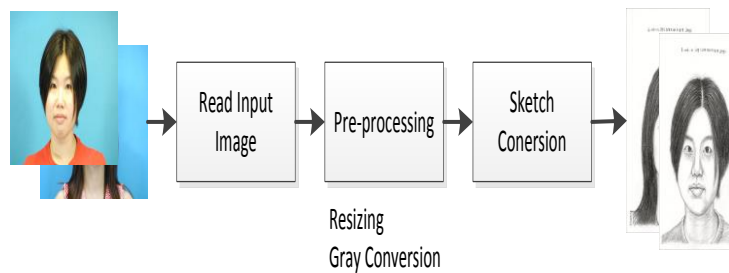 Read Input
Image
Pre-processing
Sketch
Conersion
Resizing
Gray Conversion